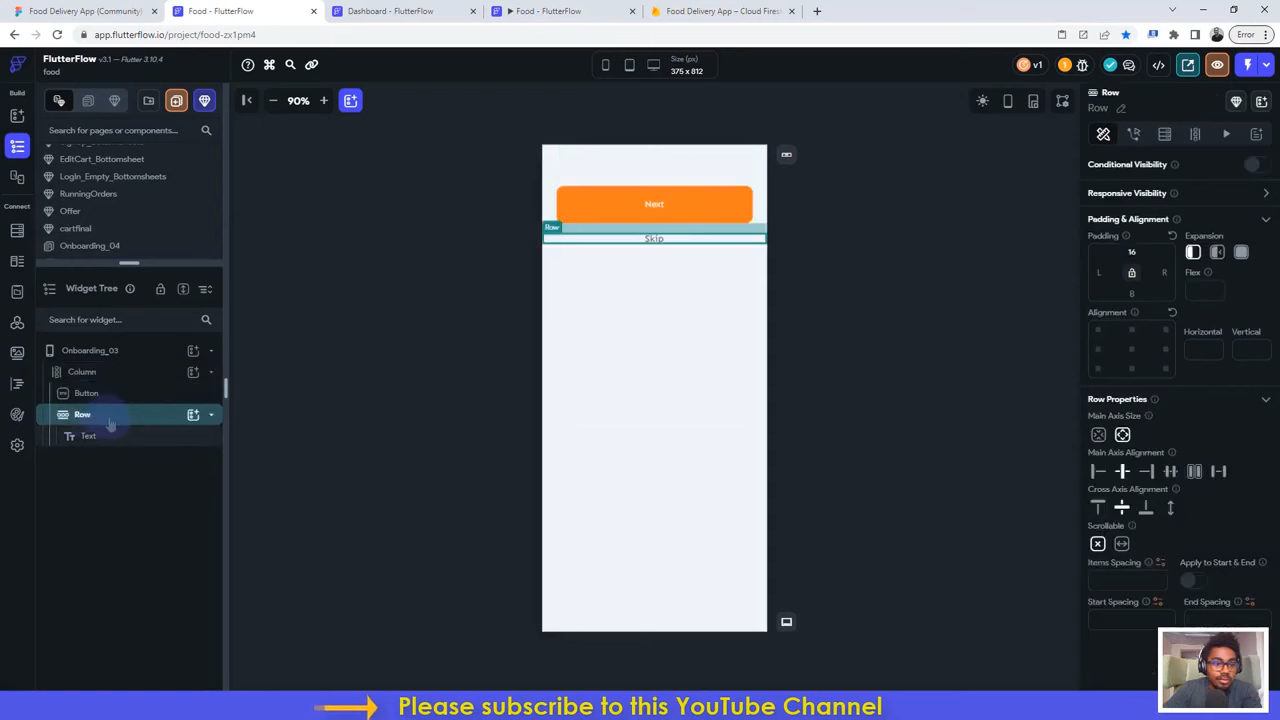 Food Delivery App (Community)
Food - FlutterFlow
Dashboard - FlutterFlow
Food - FlutterFlow
Food Delivery App – Cloud Fires
app.flutterflow.io/project/food-zx1pm4
Error
FlutterFlow v3.1 — Flutter 3.10.4
food
Size (px)
375 x 812
v1
1
Build
90%
Row
Row
Search for pages or components...
EdItCart_Bottomsheet
LogIn_Empty_Bottomsheets
RunningOrders
Offer
cartfinal
Onboarding_04
Connect
Conditional Visibility
Responsive Visibility
Padding & Alignment
Padding
Expansion
16
L
R
B
Flex
Alignment
Horizontal
Vertical
Next
Row
Skip
Widget Tree
Search for widget...
Onboarding_03
Column
Button
Row
Text
Row Properties
Main Axis Size
Main Axis Alignment
Cross Axis Alignment
Scrollable
Items Spacing
Apply to Start & End
Start Spacing
End Spacing
Please subscribe to this YouTube Channel